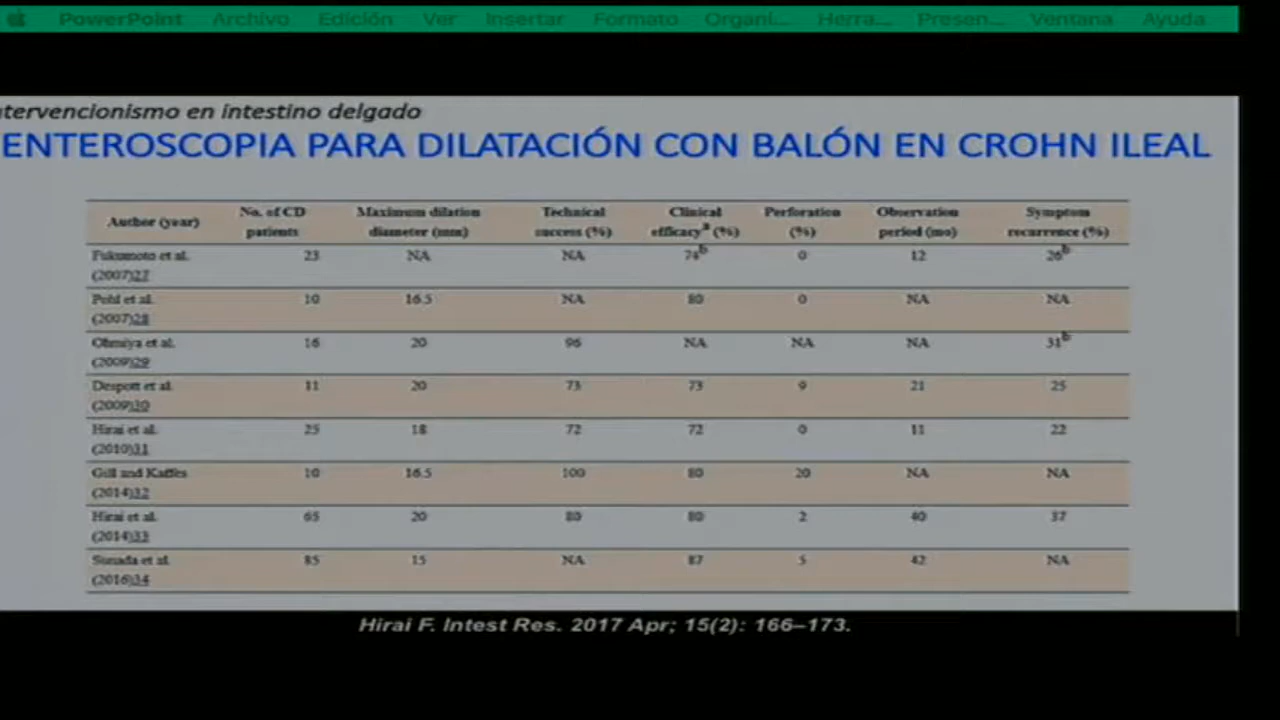 PowerPoint Archivo Edición Ver Insertar Formato Organi... Herra... Presen... Ventana Ayuda
ntervencionismo en intestino delgado
ENTEROSCOPIA PARA DILATACIÓN CON BALÓN EN CROHN ILEAL
Author (year) No. of CD patients Maximum dilation diameter (mm) Technical success (%) Clinical efficacy^a (%) Perforation (%) Observation period (mo) Symptom recurrence (%)
Fukumoto et al. 23 NA NA 74^b 0 12 26^b
(2007)27
Pohl et al. 10 16.5 NA 80 0 NA NA
(2007)28
Ohmiya et al. 16 20 96 NA NA NA 31^b
(2009)29
Despott et al. 11 20 73 73 9 21 25
(2009)30
Hirai et al. 25 18 72 72 0 11 22
(2010)31
Gill and Kaffes 10 16.5 100 80 20 NA NA
(2014)32
Hirai et al. 65 20 80 80 2 40 37
(2014)33
Sunada et al. 85 15 NA 87 5 42 NA
(2016)34
Hirai F. Intest Res. 2017 Apr; 15(2): 166–173.